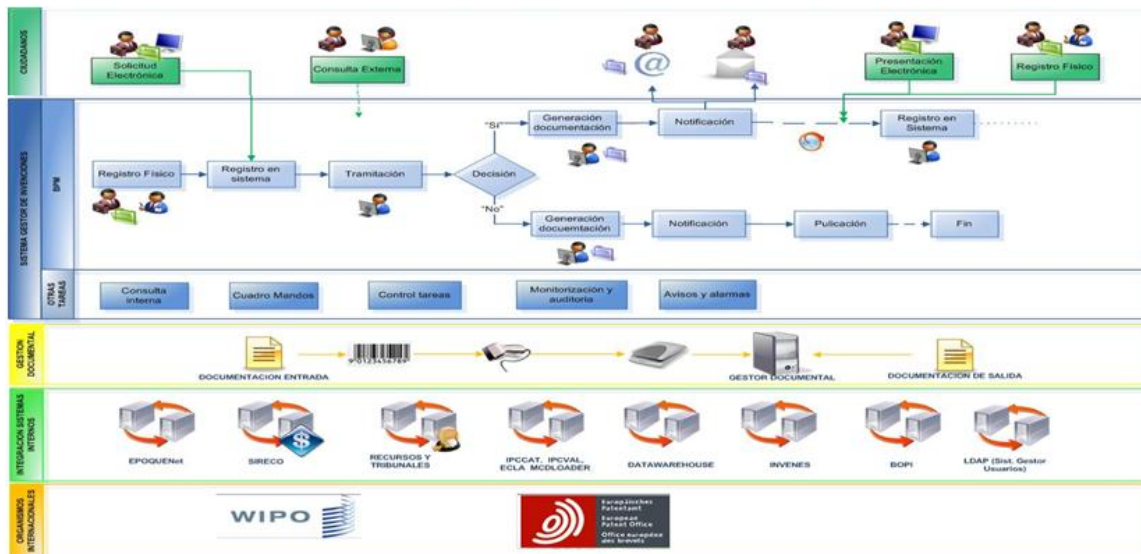 CIUDADANOS
Solicitud
Electrónica
Consulta Externa
@
Presentación
Electrónica
Registro Físico
SISTEMA GESTOR DE INVENCIONES
BPM
Registro Físico
Registro en
sistema
Tramitación
Decisión
"Sí"
Generación
documentación
Notificación
Registro en
Sistema
"No"
Generación
docuemtación
Notificación
Pulicación
Fin
OTRAS
TAREAS
Consulta
interna
Cuadro Mandos
Control tareas
Monitorización y
auditoría
Avisos y alarmas
GESTION
DOCUMENTAL
9 0123456789
DOCUMENTACION ENTRADA
GESTOR DOCUMENTAL
DOCUMENTACION DE SALIDA
INTEGRACION SISTEMAS
INTERNOS
EPOQUENet
$
SIRECO
RECURSOS Y
TRIBUNALES
IPCCAT, IPCVAL,
ECLA MCDLOADER
DATAWAREHOUSE
INVENES
BOPI
LDAP (Sist. Gestor
Usuarios)
ORGANISMOS
INTERNACIONALES
WIPO
Europäisches
Patentamt
European
Patent Office
Office européen
des brevets